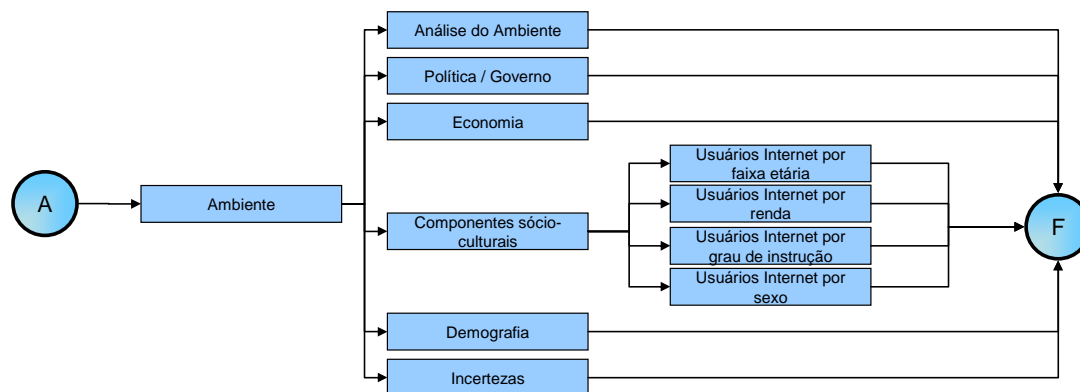 Análise do Ambiente
Política / Governo
Economia
Usuários Internet por
faixa etária
Usuários Internet por
renda
A
Ambiente
Componentes sócio-
culturais
F
Usuários Internet por
grau de instrução
Usuários Internet por
sexo
Demografia
Incertezas